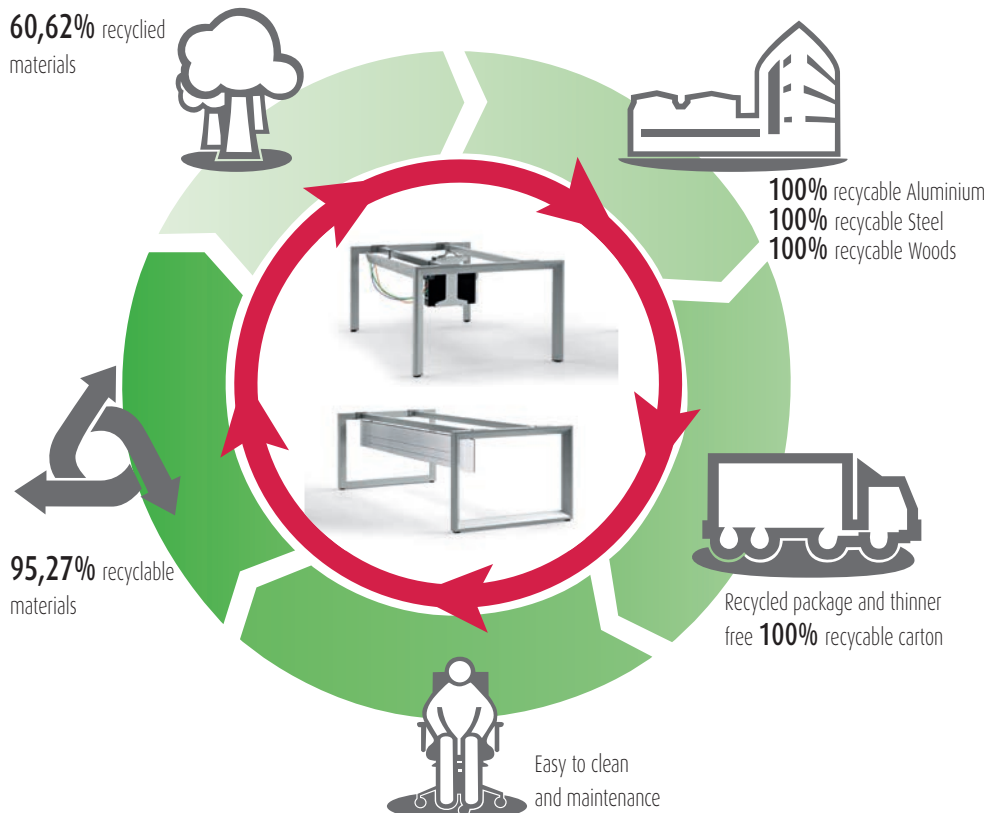 60,62% recyclied
materials
100% recycable Aluminium
100% recycable Steel
100% recycable Woods
Recycled package and thinner
free 100% recycable carton
Easy to clean
and maintenance
95,27% recyclable
materials